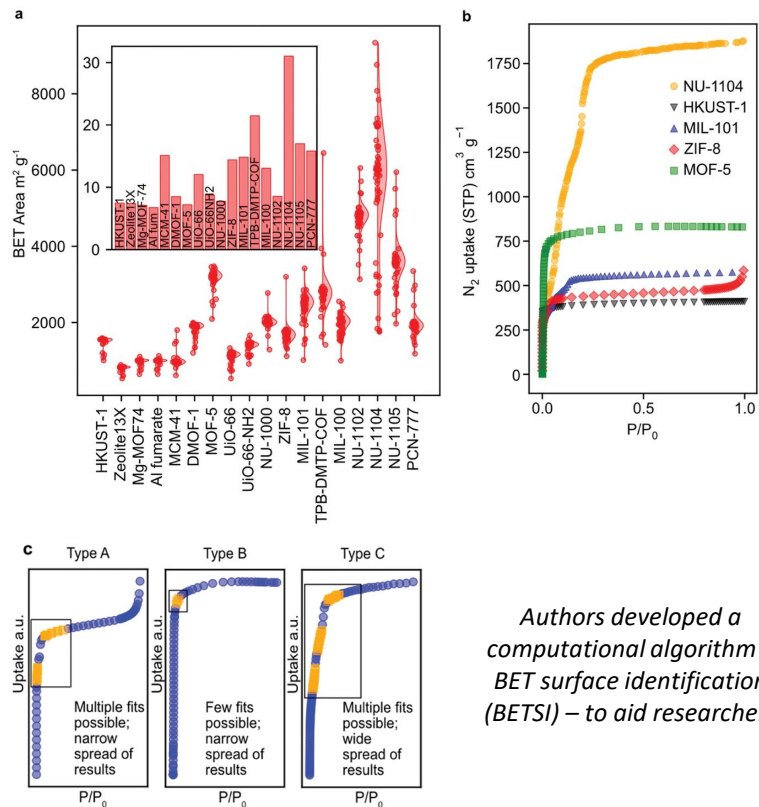 a
BET Area m² g⁻¹
8000
6000
4000
2000
30
20
10
0
HKUST-1
Zeolite13X
Mg-MOF-74
Al fum
MCM-41
DMOF-1
MOF-5
UiO-66
UiO-66NH2
NU-1000
ZIF-8
MIL-101
TPB-DMTP-COF
MIL-100
NU-1102
NU-1104
NU-1105
PCN-777
HKUST-1
Zeolite13X
Mg-MOF74
Al fumarate
MCM-41
DMOF-1
MOF-5
UiO-66
UiO-66-NH2
NU-1000
ZIF-8
MIL-101
TPB-DMTP-COF
MIL-100
NU-1102
NU-1104
NU-1105
PCN-777
b
N₂ uptake (STP) cm³ g⁻¹
1750
1500
1250
1000
750
500
250
0
NU-1104
HKUST-1
MIL-101
ZIF-8
MOF-5
0.0
0.5
1.0
P/P₀
c
Type A
Type B
Type C
Uptake a.u.
Multiple fits
possible;
narrow
spread of
results
Uptake a.u.
Few fits
possible;
narrow
spread of
results
Uptake a.u.
Multiple fits
possible;
wide
spread of
results
P/P₀
P/P₀
Authors developed a
computational algorithm
BET surface identification
(BETSI) – to aid researche